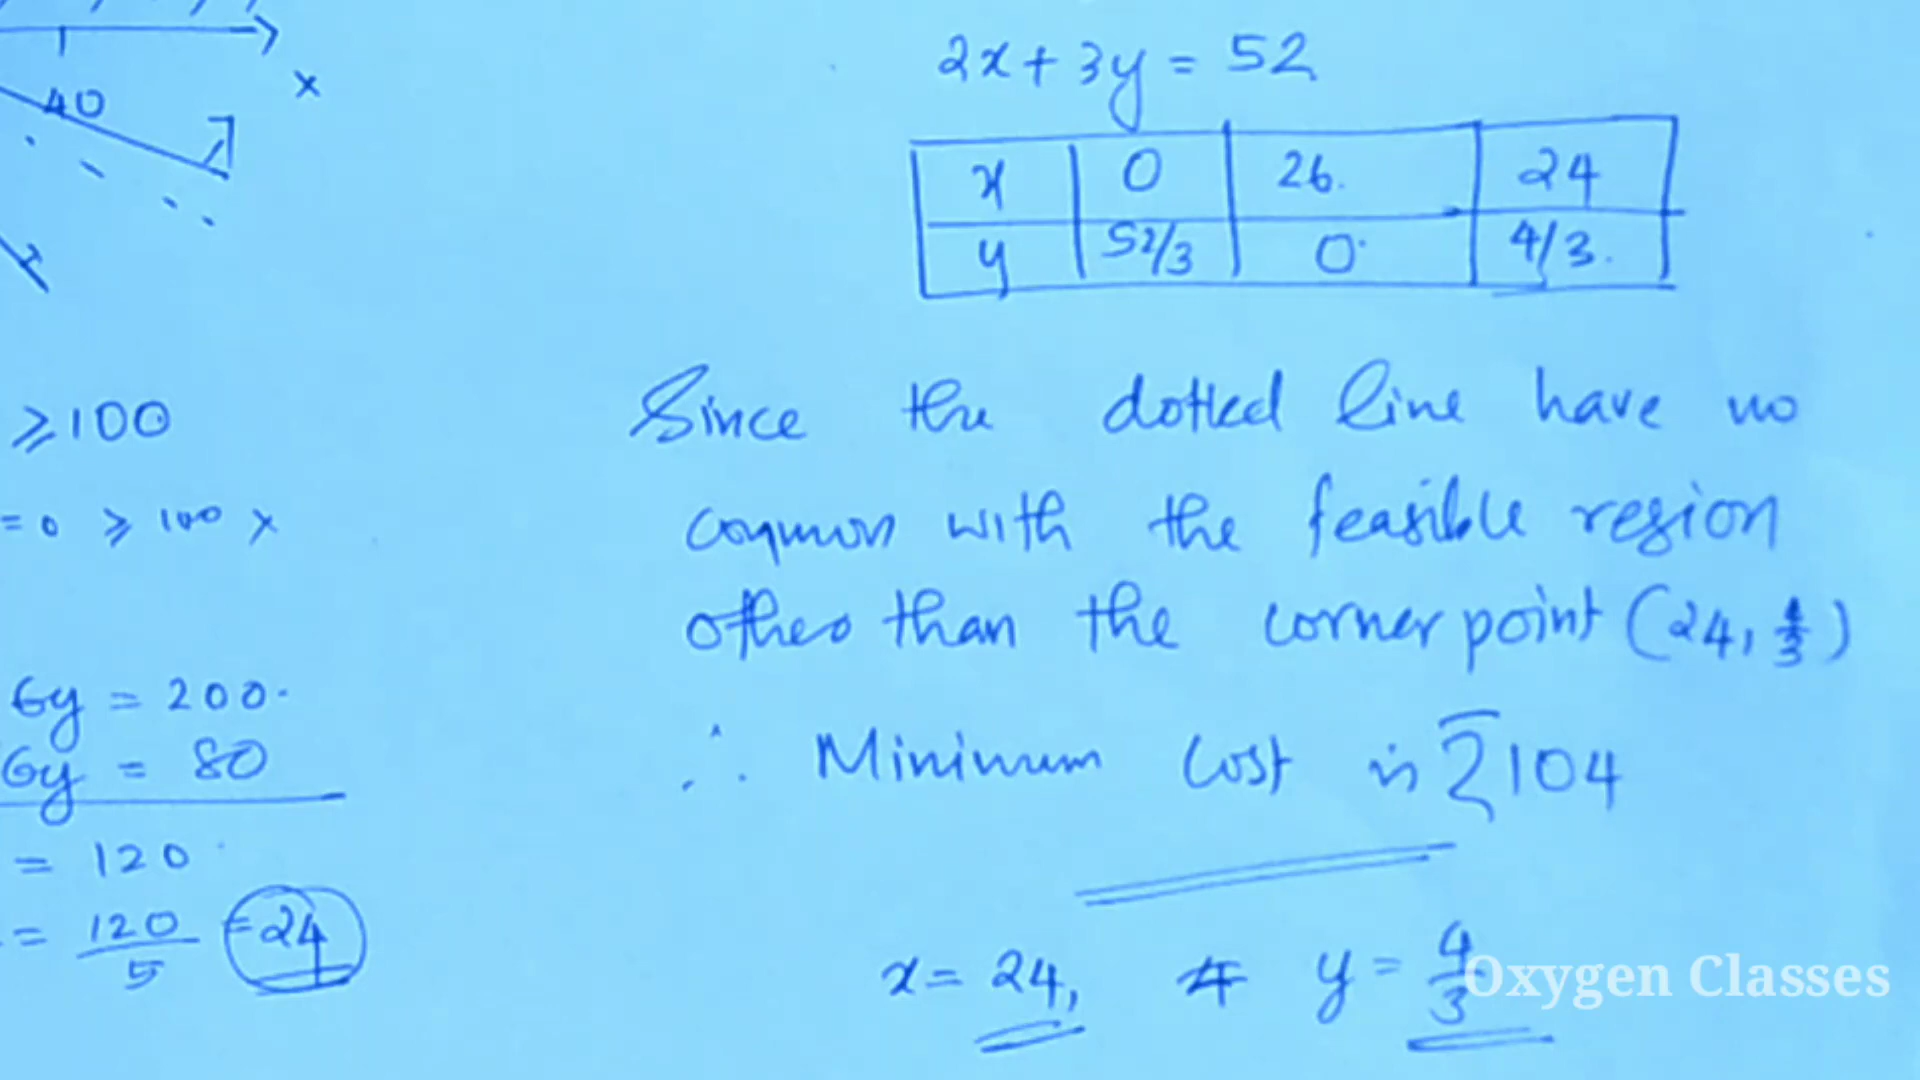 x
40
≥ 100
= 0 ≥ 100 x
6y = 200.
6y = 80
= 120
= 120/5 = 24
2x + 3y = 52
x | 0 | 26. | 24
y | 52/3 | 0 | 4/3.
Since the dotted line have no
common with the feasible region
other than the corner point (24, 4/3)
∴ Minimum Cost is ₹104
x = 24, & y = 4/3
Oxygen Classes